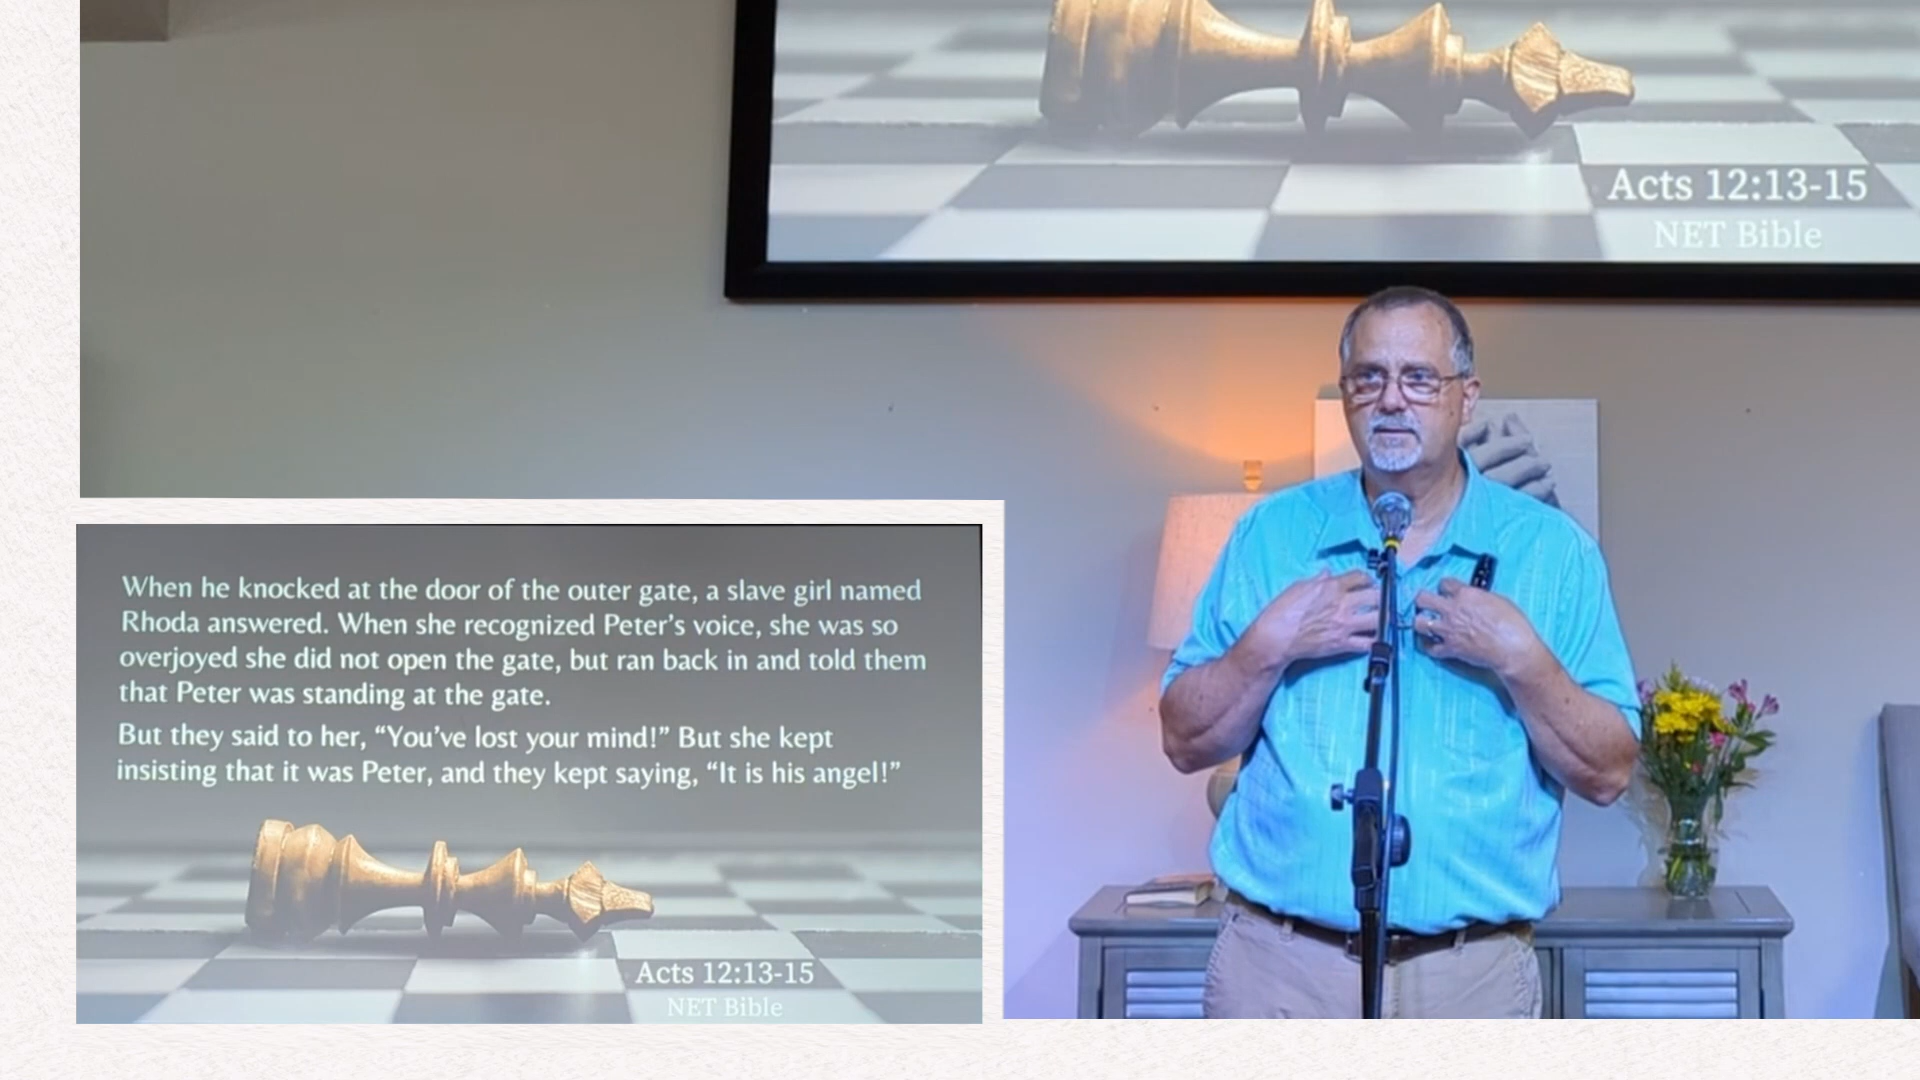 Acts 12:13-15
NET Bible
When he knocked at the door of the outer gate, a slave girl named
Rhoda answered. When she recognized Peter's voice, she was so
overjoyed she did not open the gate, but ran back in and told them
that Peter was standing at the gate.
But they said to her, “You've lost your mind!” But she kept
insisting that it was Peter, and they kept saying, “It is his angel!”
Acts 12:13-15
NET Bible